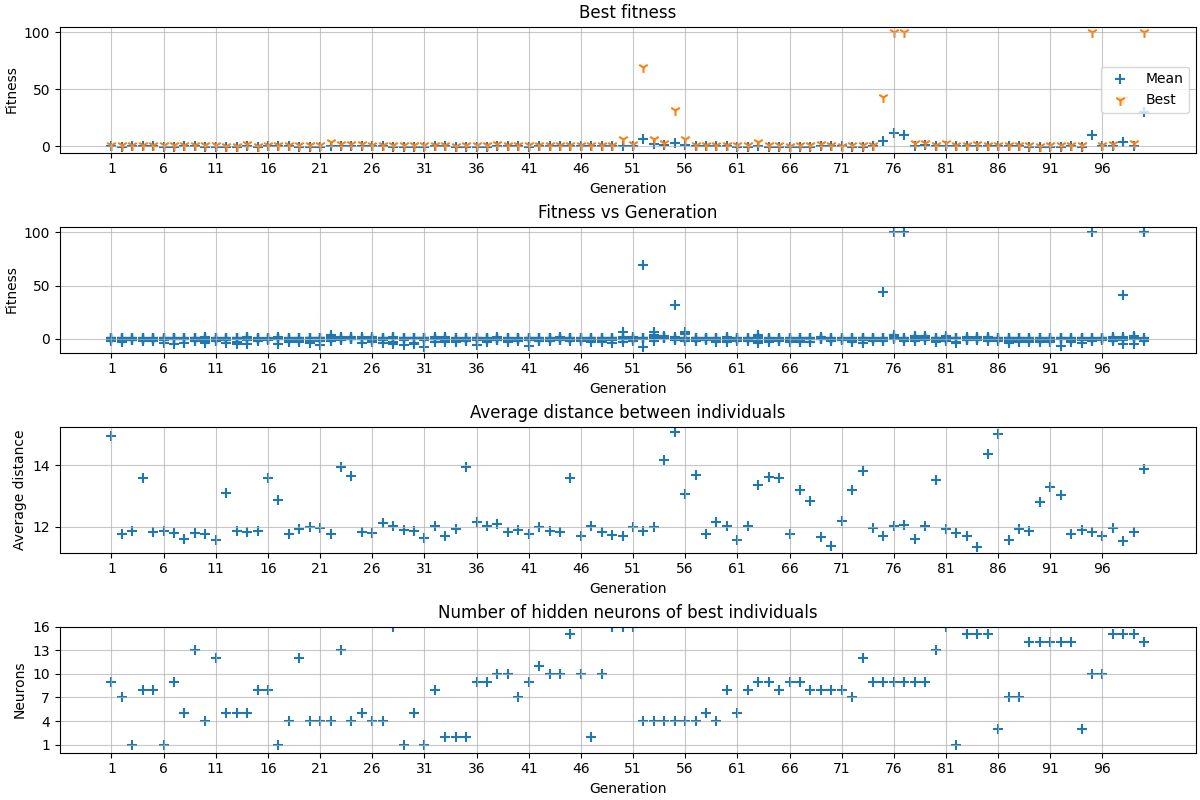 Best fitness
100
50
0
Fitness
Mean
Best
1 6 11 16 21 26 31 36 41 46 51 56 61 66 71 76 81 86 91 96
Generation
Fitness vs Generation
100
50
0
Fitness
1 6 11 16 21 26 31 36 41 46 51 56 61 66 71 76 81 86 91 96
Generation
Average distance between individuals
14
12
Average distance
1 6 11 16 21 26 31 36 41 46 51 56 61 66 71 76 81 86 91 96
Generation
Number of hidden neurons of best individuals
16
13
10
7
4
1
Neurons
1 6 11 16 21 26 31 36 41 46 51 56 61 66 71 76 81 86 91 96
Generation